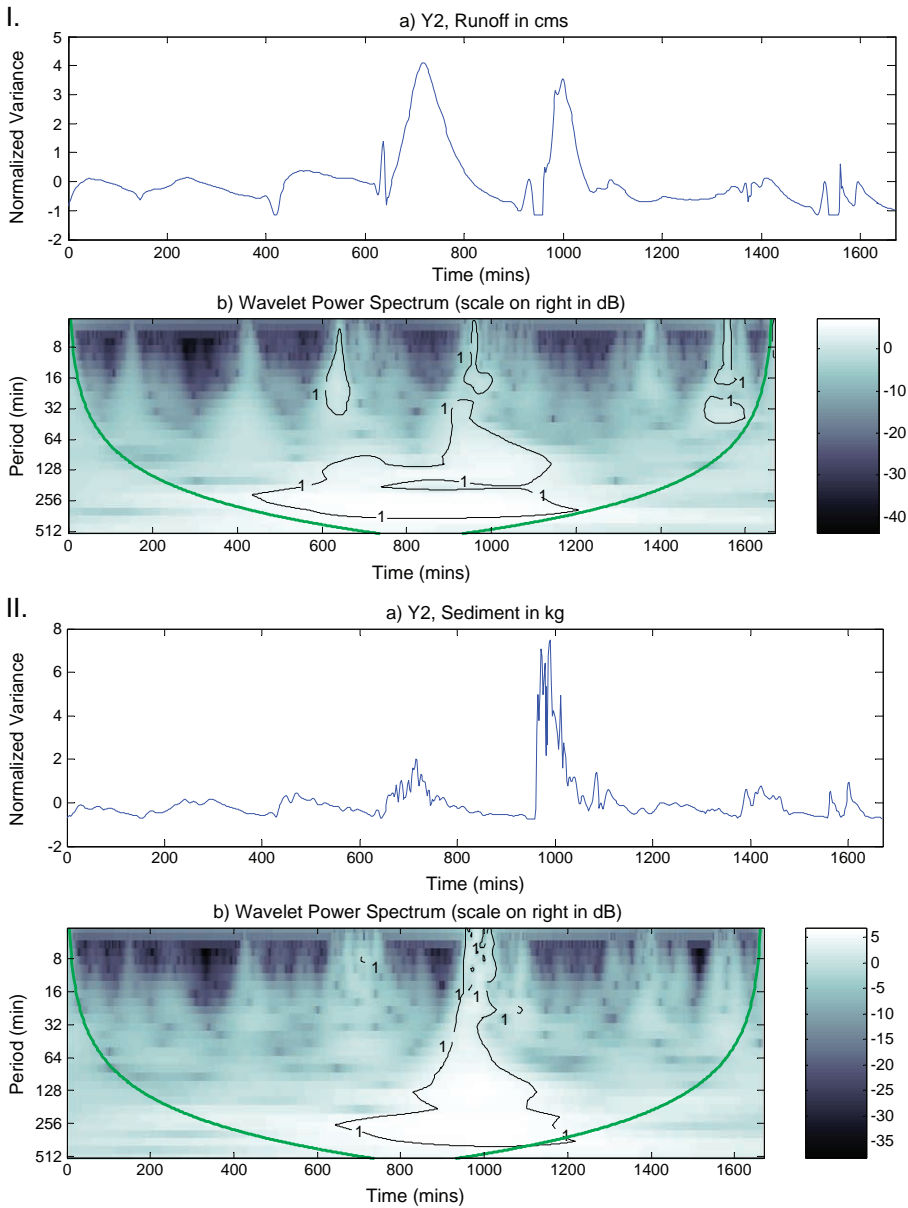 I.
a) Y2, Runoff in cms
Normalized Variance
5
4
3
2
1
0
-1
-2
0 200 400 600 800 1000 1200 1400 1600
Time (mins)
b) Wavelet Power Spectrum (scale on right in dB)
Period (min)
8
16
32
64
128
256
512
1 1 1 1 1 1 1 1 1 1
0 200 400 600 800 1000 1200 1400 1600
Time (mins)
0
-10
-20
-30
-40
II.
a) Y2, Sediment in kg
Normalized Variance
8
6
4
2
0
-2
0 200 400 600 800 1000 1200 1400 1600
Time (mins)
b) Wavelet Power Spectrum (scale on right in dB)
Period (min)
8
16
32
64
128
256
512
1 1 1 1 1 1 1 1
0 200 400 600 800 1000 1200 1400 1600
Time (mins)
5
0
-5
-10
-15
-20
-25
-30
-35